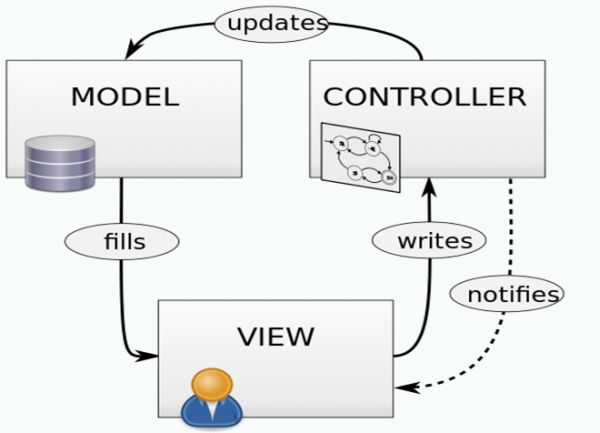 updates
MODEL
CONTROLLER
fills
writes
notifies
VIEW